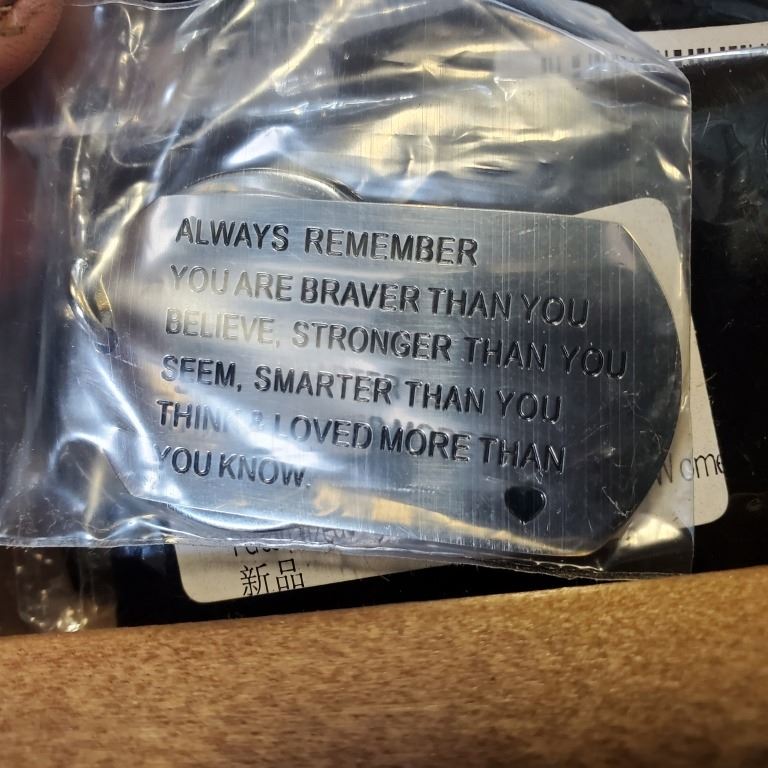 ALWAYS REMEMBER
YOU ARE BRAVER THAN YOU
BELIEVE, STRONGER THAN YOU
SEEM, SMARTER THAN YOU
THINK & LOVED MORE THAN
YOU KNOW.
新品